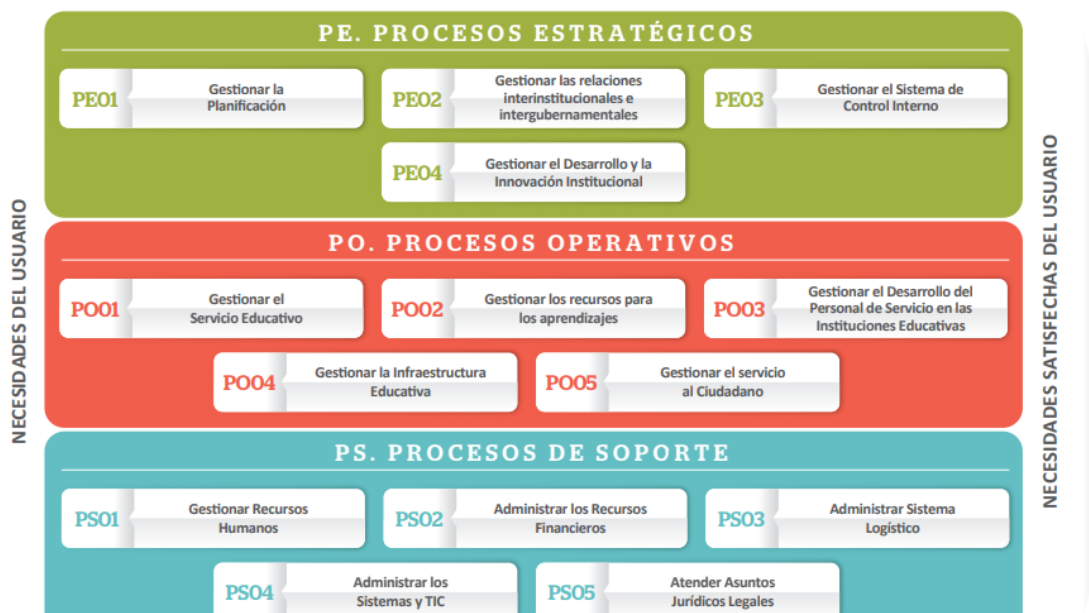 PE. PROCESOS ESTRATÉGICOS
PE01
Gestionar la
Planificación
PE02
Gestionar las relaciones
interinstitucionales e
intergubernamentales
PE03
Gestionar el Sistema de
Control Interno
PE04
Gestionar el Desarrollo y la
Innovación Institucional
NECESIDADES DEL USUARIO
PO. PROCESOS OPERATIVOS
PO01
Gestionar el
Servicio Educativo
PO02
Gestionar los recursos para
los aprendizajes
PO03
Gestionar el Desarrollo del
Personal de Servicio en las
Instituciones Educativas
PO04
Gestionar la Infraestructura
Educativa
PO05
Gestionar el servicio
al Ciudadano
NECESIDADES SATISFECHAS DEL USUARIO
PS. PROCESOS DE SOPORTE
PS01
Gestionar Recursos
Humanos
PS02
Administrar los Recursos
Financieros
PS03
Administrar Sistema
Logístico
PS04
Administrar los
Sistemas y TIC
PS05
Atender Asuntos
Jurídicos Legales